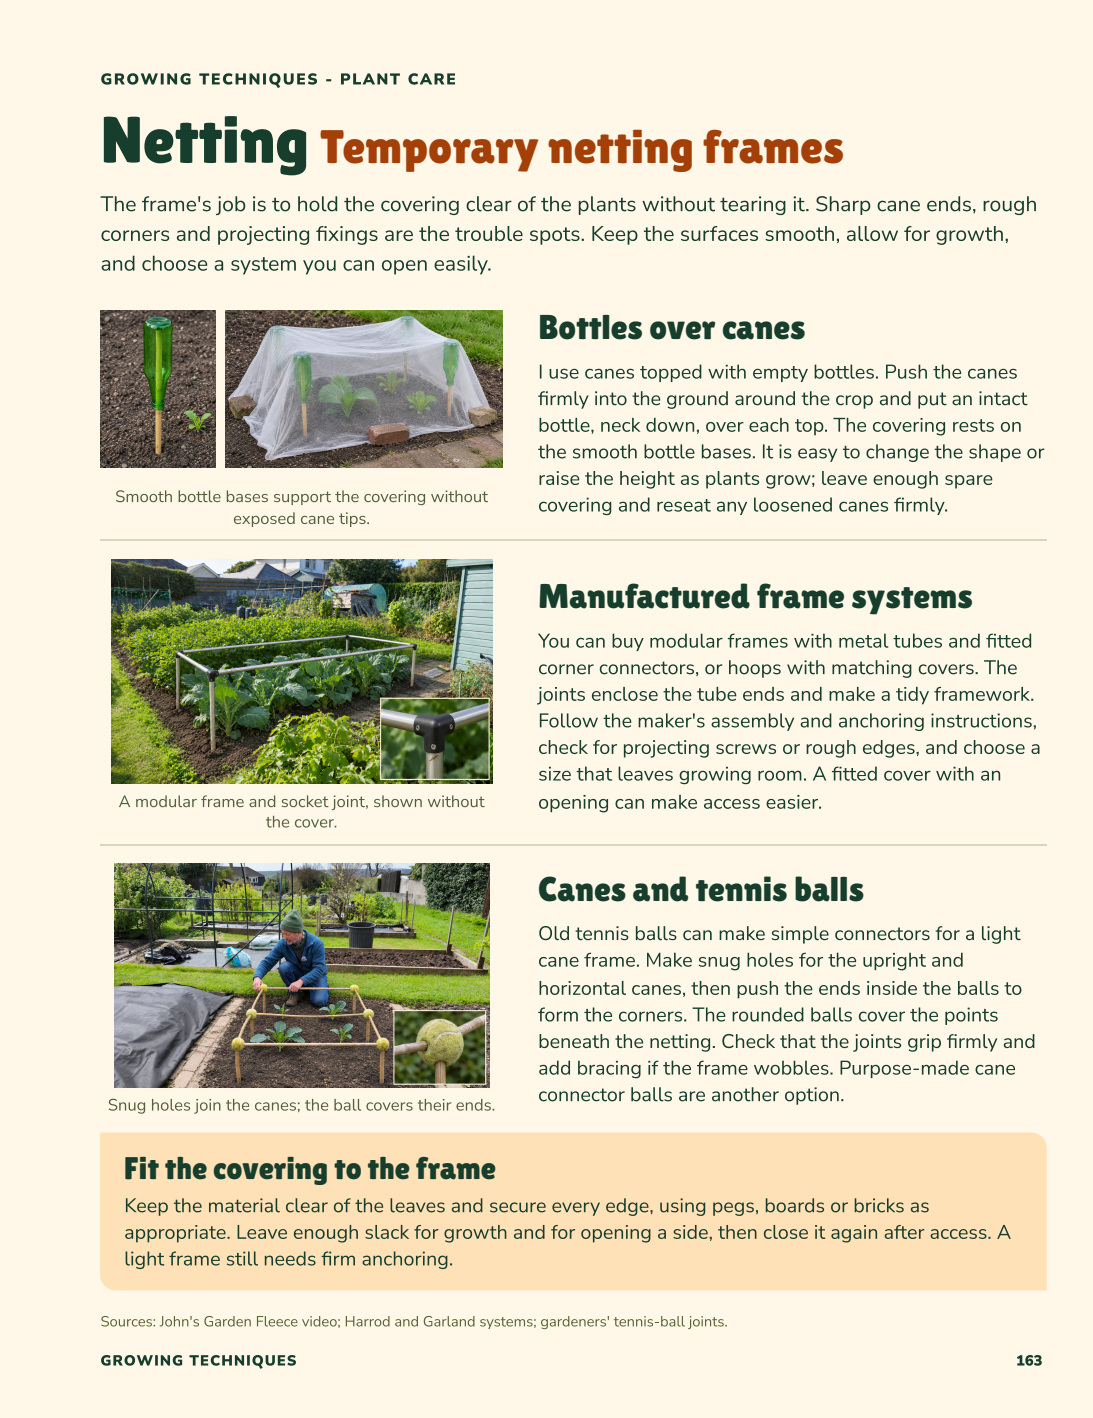 GROWING TECHNIQUES - PLANT CARE
Netting Temporary netting frames
The frame's job is to hold the covering clear of the plants without tearing it. Sharp cane ends, rough
corners and projecting fixings are the trouble spots. Keep the surfaces smooth, allow for growth,
and choose a system you can open easily.
Smooth bottle bases support the covering without
exposed cane tips.
Bottles over canes
I use canes topped with empty bottles. Push the canes
firmly into the ground around the crop and put an intact
bottle, neck down, over each top. The covering rests on
the smooth bottle bases. It is easy to change the shape or
raise the height as plants grow; leave enough spare
covering and reseat any loosened canes firmly.
A modular frame and socket joint, shown without
the cover.
Manufactured frame systems
You can buy modular frames with metal tubes and fitted
corner connectors, or hoops with matching covers. The
joints enclose the tube ends and make a tidy framework.
Follow the maker's assembly and anchoring instructions,
check for projecting screws or rough edges, and choose a
size that leaves growing room. A fitted cover with an
opening can make access easier.
Snug holes join the canes; the ball covers their ends.
Canes and tennis balls
Old tennis balls can make simple connectors for a light
cane frame. Make snug holes for the upright and
horizontal canes, then push the ends inside the balls to
form the corners. The rounded balls cover the points
beneath the netting. Check that the joints grip firmly and
add bracing if the frame wobbles. Purpose-made cane
connector balls are another option.
Fit the covering to the frame
Keep the material clear of the leaves and secure every edge, using pegs, boards or bricks as
appropriate. Leave enough slack for growth and for opening a side, then close it again after access. A
light frame still needs firm anchoring.
Sources: John's Garden Fleece video; Harrod and Garland systems; gardeners' tennis-ball joints.
GROWING TECHNIQUES
163